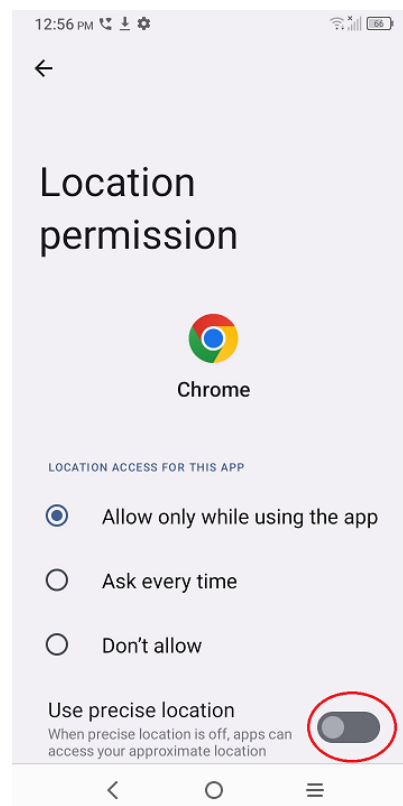 12:56 PM
66
Location
permission
Chrome
LOCATION ACCESS FOR THIS APP
Allow only while using the app
Ask every time
Don't allow
Use precise location
When precise location is off, apps can
access your approximate location